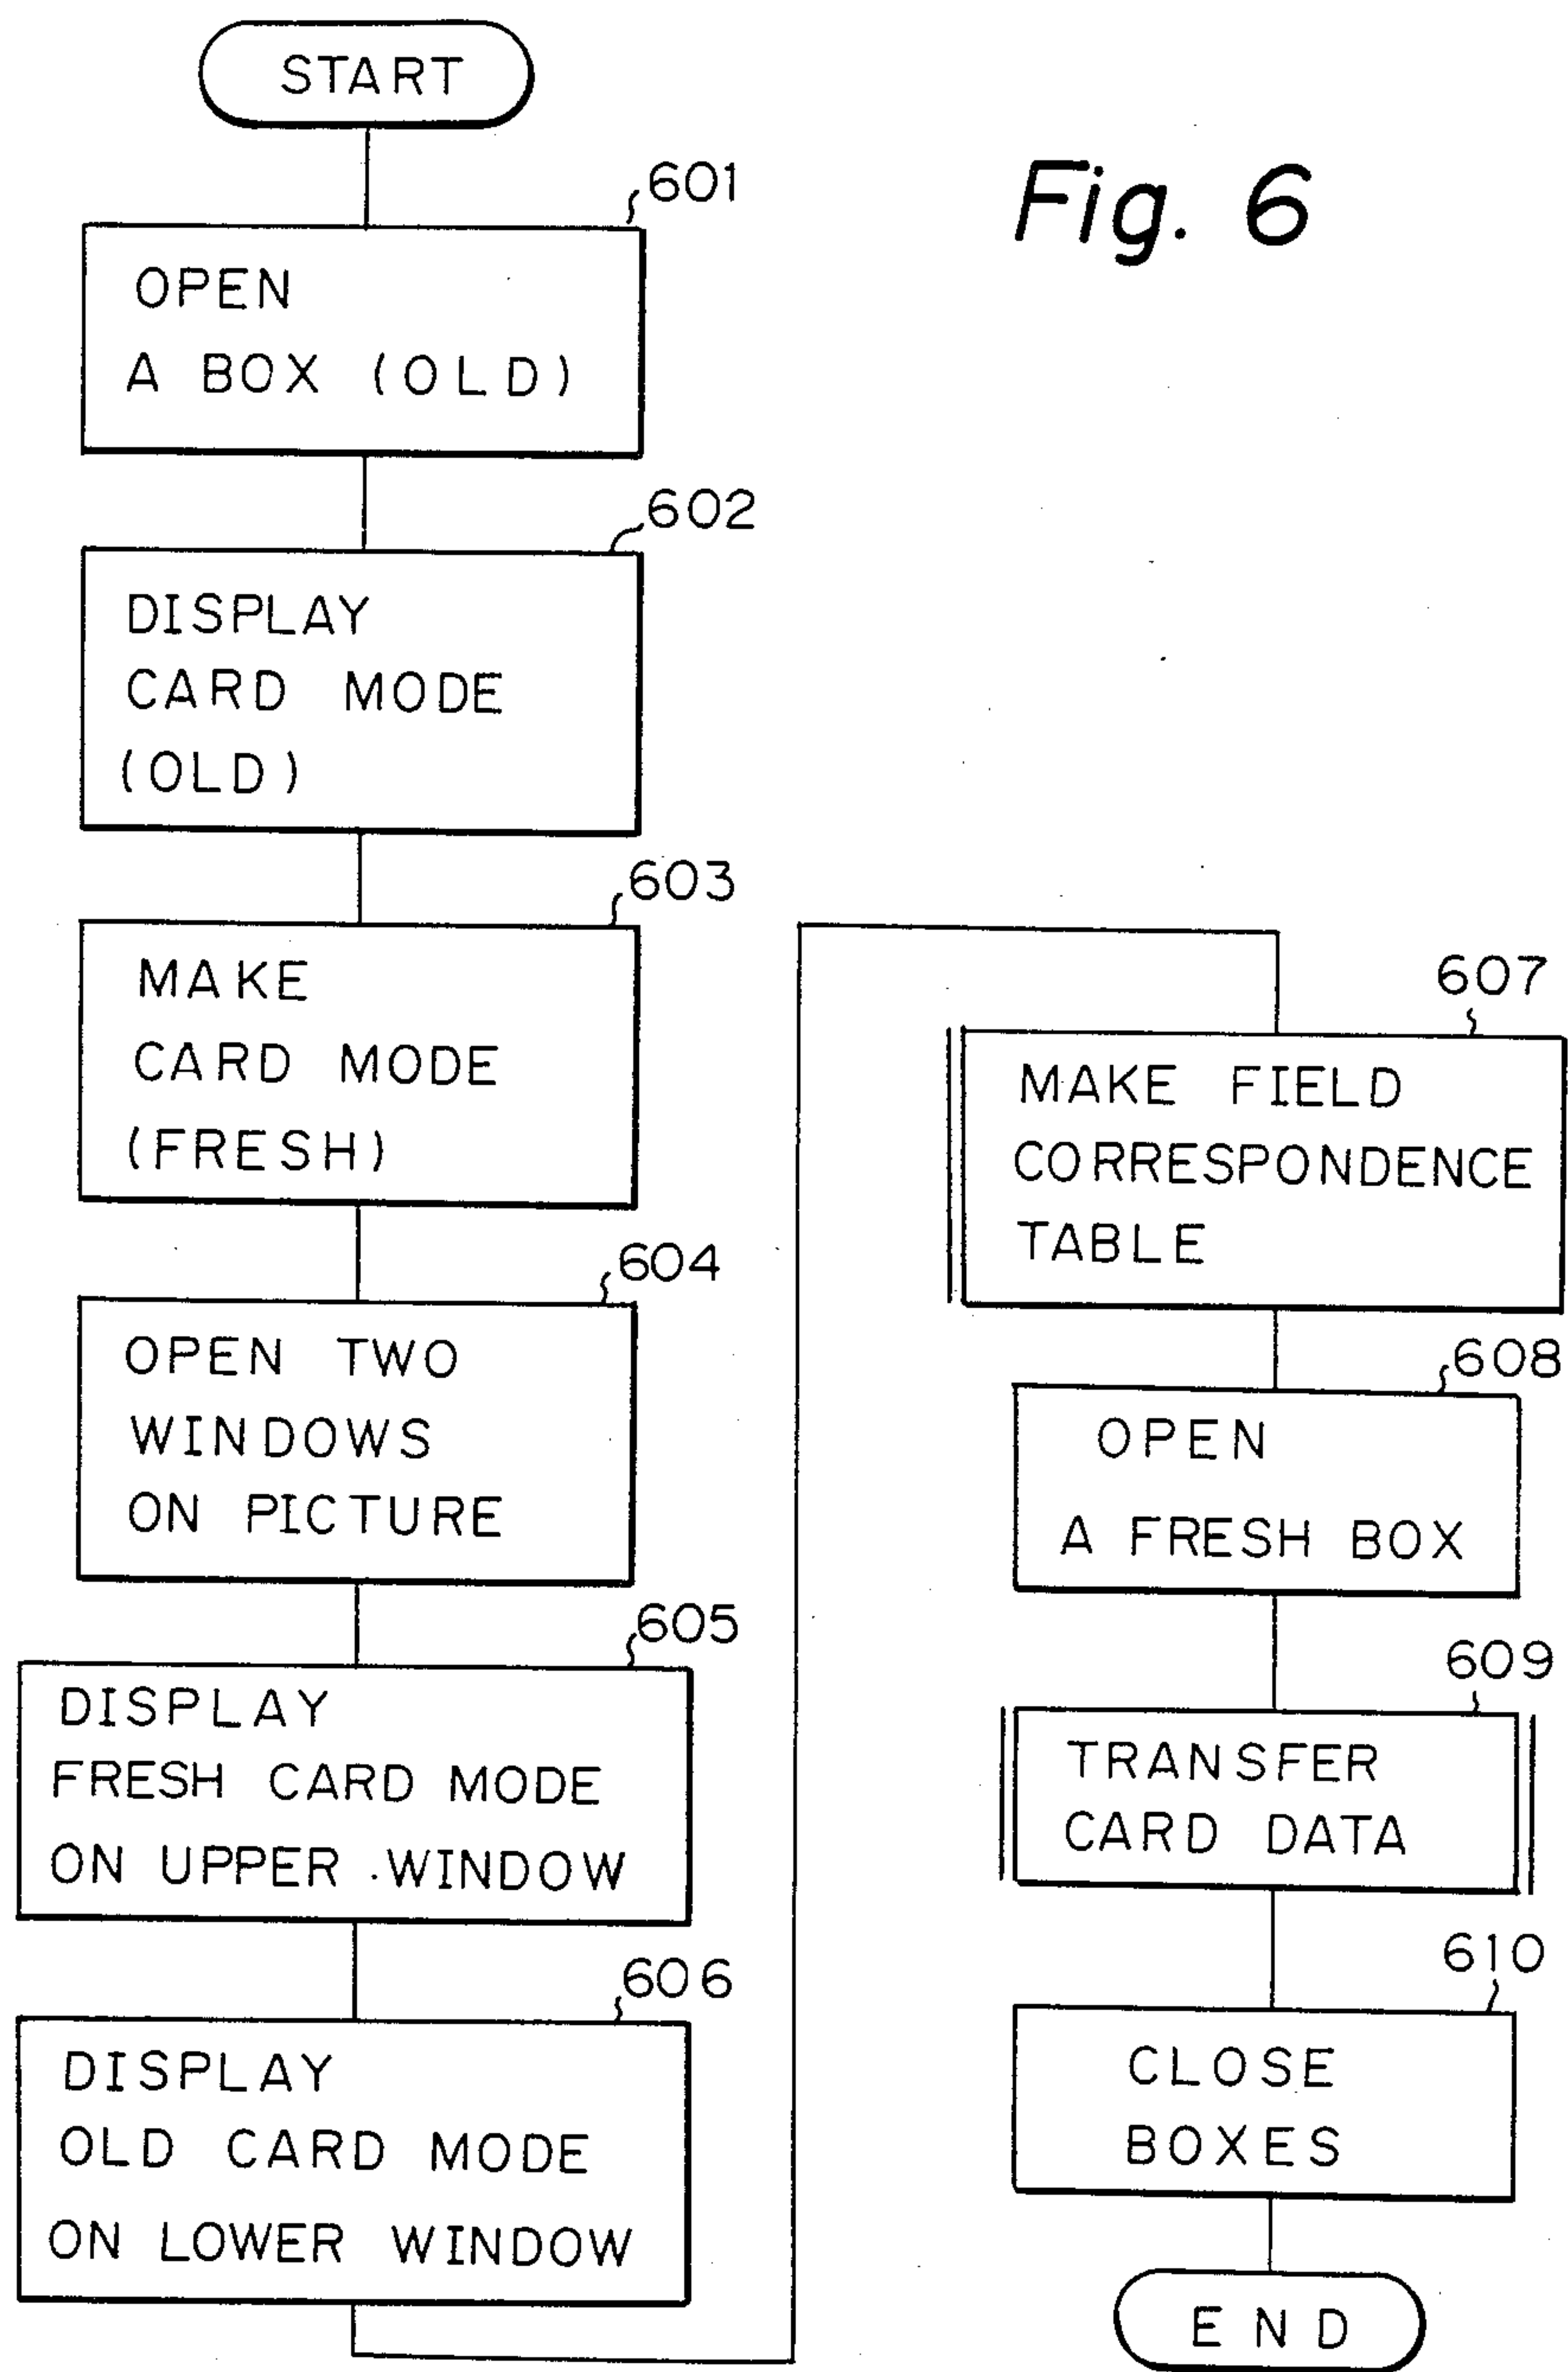 START
Fig. 6
601
OPEN
A BOX (OLD)
602
DISPLAY
CARD MODE
(OLD)
603
MAKE
CARD MODE
(FRESH)
604
OPEN TWO
WINDOWS
ON PICTURE
605
DISPLAY
FRESH CARD MODE
ON UPPER WINDOW
606
DISPLAY
OLD CARD MODE
ON LOWER WINDOW
607
MAKE FIELD
CORRESPONDENCE
TABLE
608
OPEN
A FRESH BOX
609
TRANSFER
CARD DATA
610
CLOSE
BOXES
END